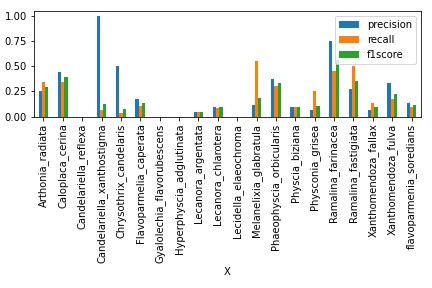 1.00
0.75
0.50
0.25
0.00
precision
recall
f1score
Arthonia_radiata
Caloplaca_cerina
Candelariella_reflexa
Candelariella_xanthostigma
Chrysothrix_candelaris
Flavoparmelia_caperata
Gyalolechia_flavorubescens
Hyperphyscia_adglutinata
Lecanora_argentata
Lecanora_chlarotera
Lecidella_elaeochroma
Melanelixia_glabratula
Phaeophyscia_orbicularis
Physcia_biziana
Physconia_grisea
Ramalina_farinacea
Ramalina_fastigiata
Xanthomendoza_fallax
Xanthomendoza_fulva
flavoparmenia_soredians
X